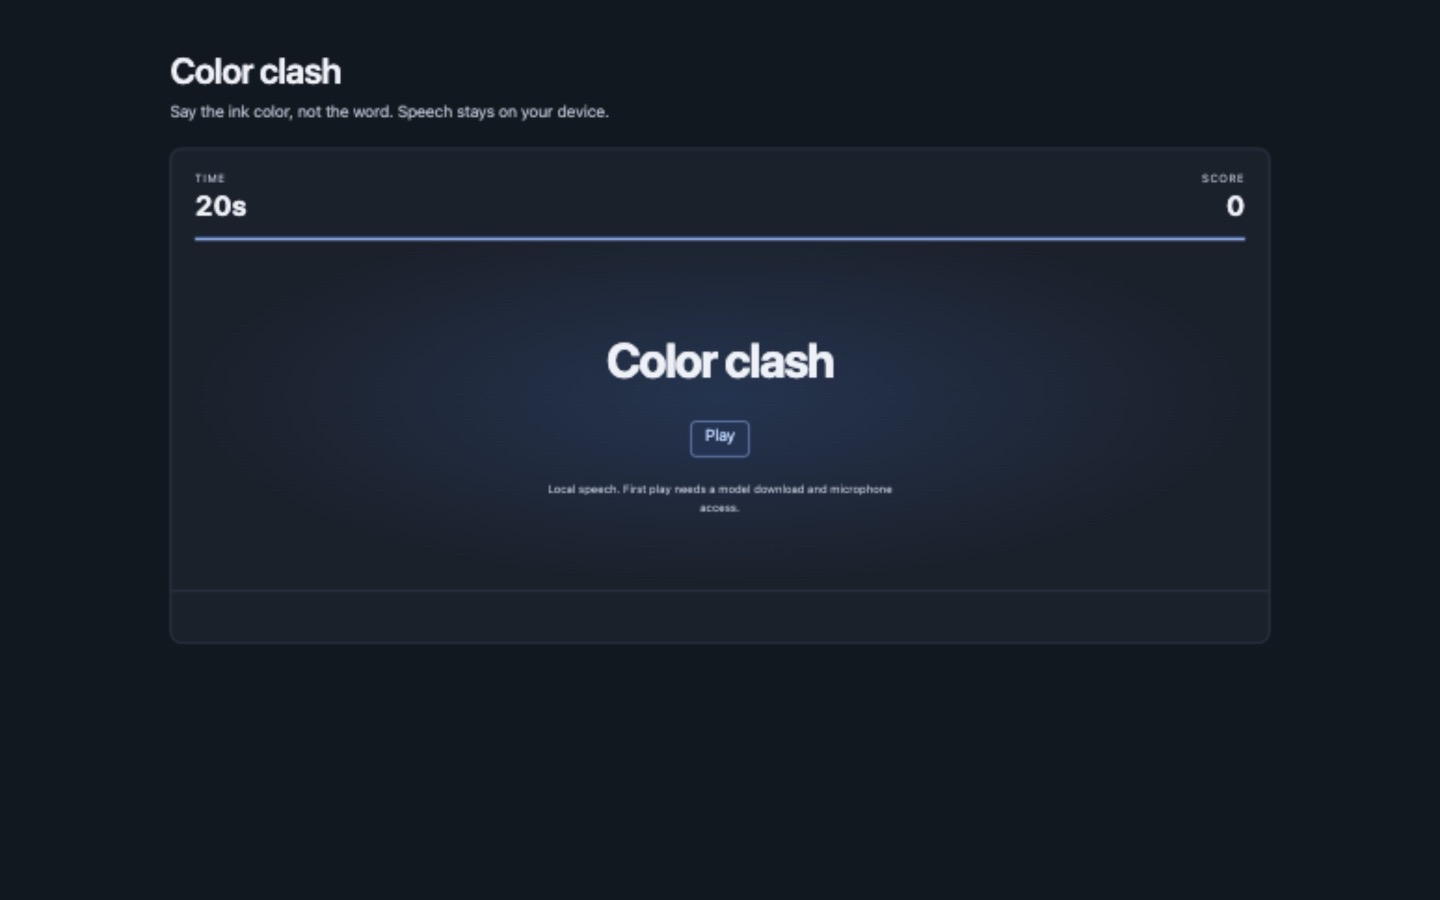 Color clash
Say the ink color, not the word. Speech stays on your device.
TIME
SCORE
20s
0
Color clash
Play
Local speech. First play needs a model download and microphone
access.